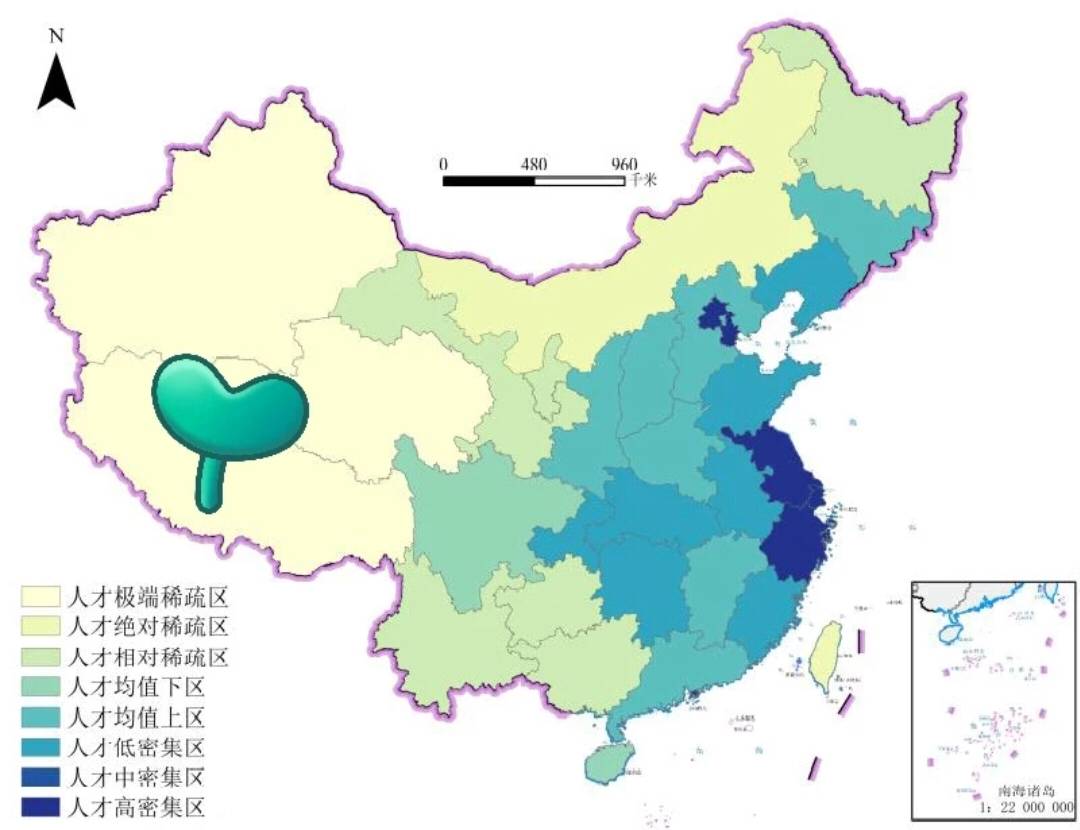 N
0 480 960
千米
人才极端稀疏区
人才绝对稀疏区
人才相对稀疏区
人才均值下区
人才均值上区
人才低密集区
人才中密集区
人才高密集区
南海诸岛
1: 22 000 000